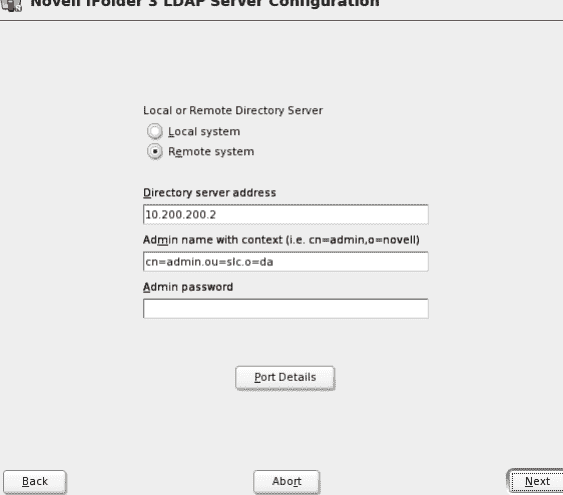 Novell iFolder 3 LDAP Server Configuration
Local or Remote Directory Server
Local system
Remote system
Directory server address
10.200.200.2
Admin name with context (i.e. cn=admin,o=novell)
cn=admin.ou=slc.o=da
Admin password
Port Details
Back
Abort
Next